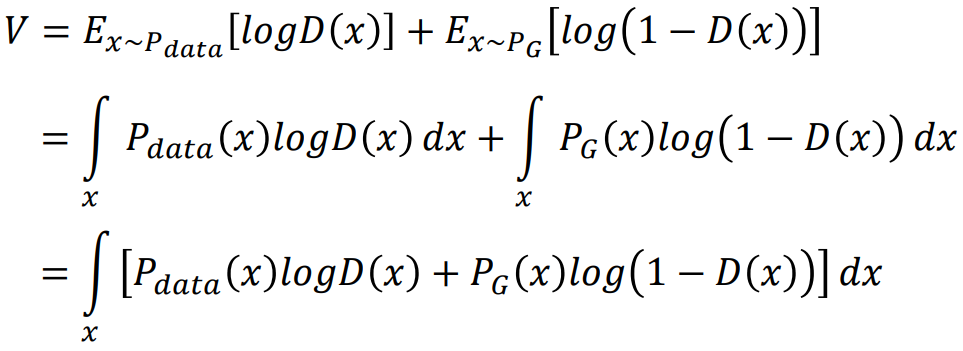 V = E_{x∼P_{data}}[logD(x)] + E_{x∼P_G}[log(1 − D(x))]
= ∫_x P_{data}(x)logD(x) dx + ∫_x P_G(x)log(1 − D(x)) dx
= ∫_x [P_{data}(x)logD(x) + P_G(x)log(1 − D(x))] dx